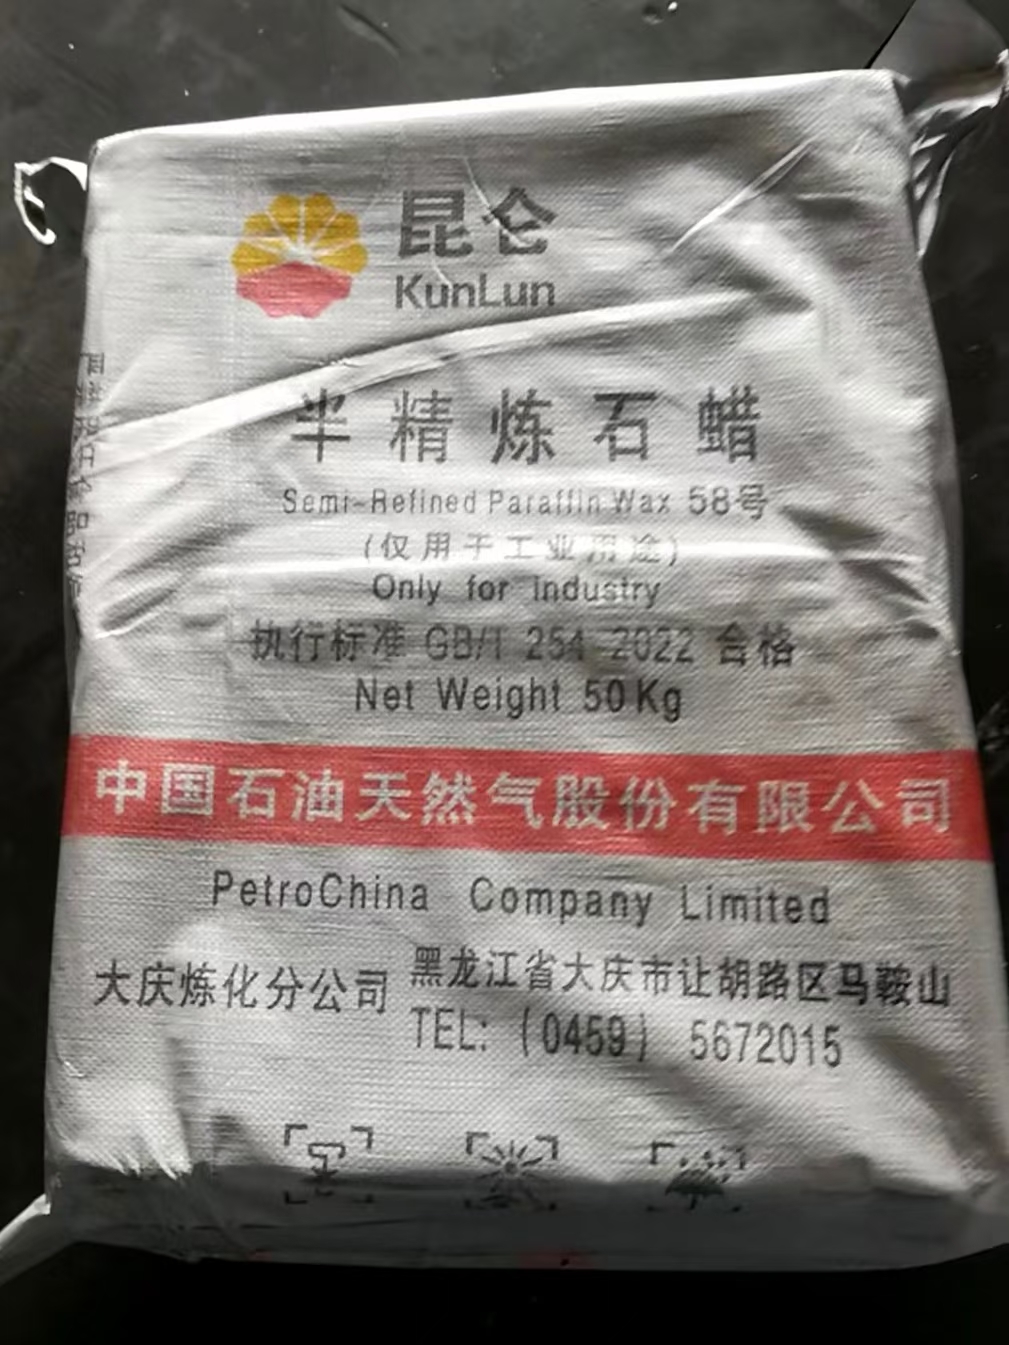 昆仑
KunLun
半精炼石蜡
Semi-Refined Paraffin Wax 58号
(仅用于工业用途)
Only for industry
执行标准 GB/T 254-2022 合格
Net Weight 50Kg
中国石油天然气股份有限公司
PetroChina Company Limited
大庆炼化分公司
黑龙江省大庆市让胡路区马鞍山
TEL: (0459) 5672015